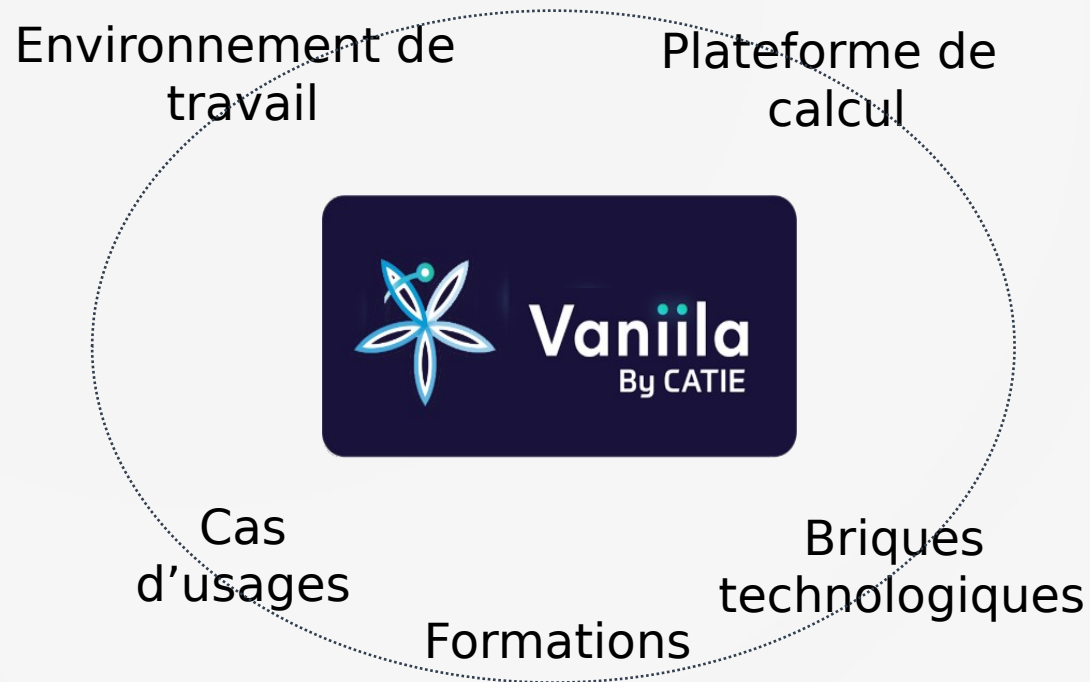 Environnement de
travail
Plateforme de
calcul
Vaniila
By CATIE
Cas
d’usages
Briques
technologiques
Formations